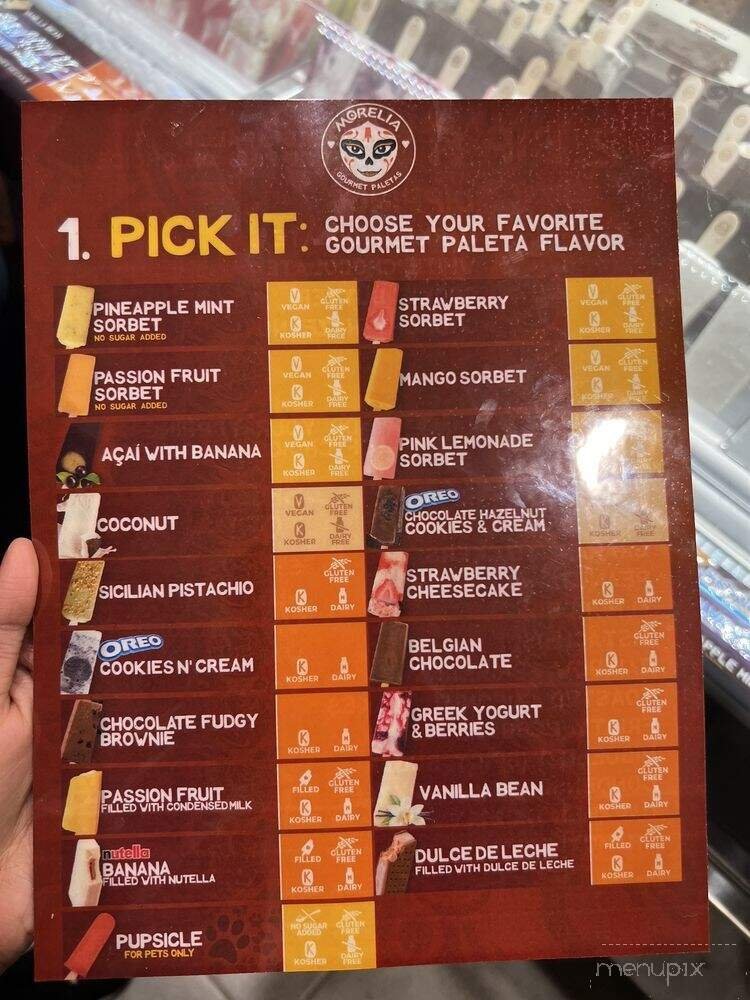 MORELIA
GOURMET PALETAS
1. PICK IT: CHOOSE YOUR FAVORITE
GOURMET PALETA FLAVOR
PINEAPPLE MINT
SORBET
NO SUGAR ADDED
VEGAN GLUTEN FREE
KOSHER DAIRY FREE
STRAWBERRY
SORBET
VEGAN GLUTEN FREE
KOSHER DAIRY FREE
PASSION FRUIT
SORBET
NO SUGAR ADDED
VEGAN GLUTEN FREE
KOSHER DAIRY FREE
MANGO SORBET
VEGAN GLUTEN FREE
KOSHER DAIRY FREE
AÇAÍ WITH BANANA
VEGAN GLUTEN FREE
KOSHER DAIRY FREE
PINK LEMONADE
SORBET
COCONUT
VEGAN GLUTEN FREE
KOSHER DAIRY FREE
OREO
CHOCOLATE HAZELNUT
COOKIES & CREAM
KOSHER
SICILIAN PISTACHIO
GLUTEN FREE
KOSHER DAIRY
STRAWBERRY
CHEESECAKE
KOSHER DAIRY
OREO
COOKIES N' CREAM
KOSHER DAIRY
BELGIAN
CHOCOLATE
GLUTEN FREE
KOSHER DAIRY
CHOCOLATE FUDGY
BROWNIE
KOSHER DAIRY
GREEK YOGURT
& BERRIES
GLUTEN FREE
KOSHER DAIRY
PASSION FRUIT
FILLED WITH CONDENSED MILK
FILLED GLUTEN FREE
KOSHER DAIRY
VANILLA BEAN
GLUTEN FREE
KOSHER DAIRY
nutella
BANANA
FILLED WITH NUTELLA
FILLED GLUTEN FREE
KOSHER DAIRY
DULCE DE LECHE
FILLED WITH DULCE DE LECHE
FILLED GLUTEN FREE
KOSHER DAIRY
PUPSICLE
FOR PETS ONLY
NO SUGAR ADDED GLUTEN FREE
KOSHER DAIRY FREE
menupix